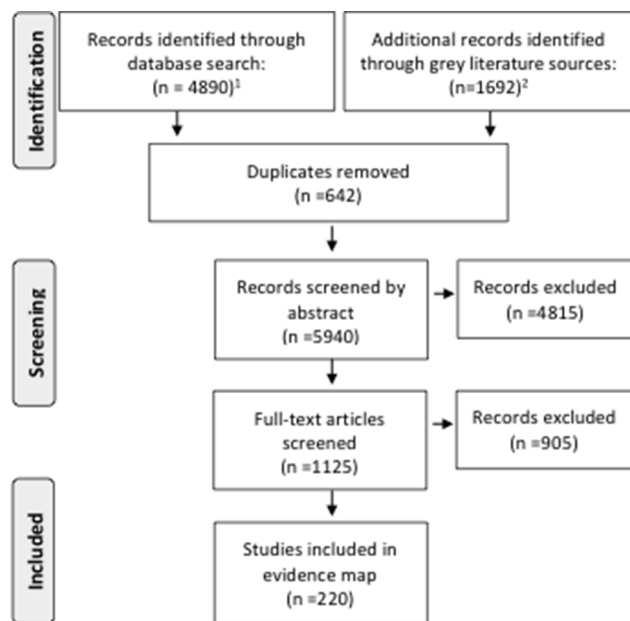 Identification
Records identified through
database search:
(n = 4890)¹
Additional records identified
through grey literature sources:
(n=1692)²
Duplicates removed
(n =642)
Screening
Records screened by
abstract
(n =5940)
Records excluded
(n =4815)
Full-text articles
screened
(n =1125)
Records excluded
(n =905)
Included
Studies included in
evidence map
(n =220)